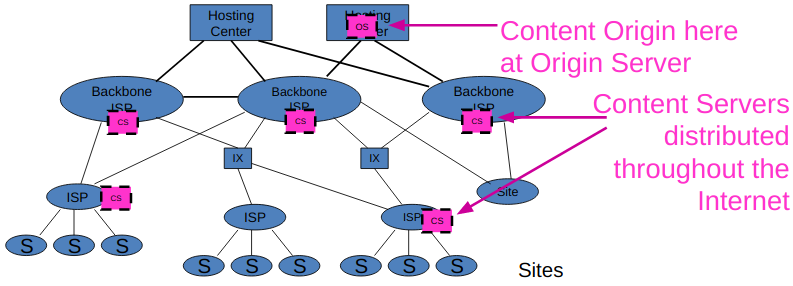 Hosting
Center
Hosting
Center
OS
Content Origin here
at Origin Server
Backbone
ISP
CS
Backbone
ISP
CS
Backbone
ISP
CS
Content Servers
distributed
throughout the
Internet
IX
IX
ISP
CS
ISP
ISP
CS
Site
S
S
S
S
S
S
S
S
S
Sites